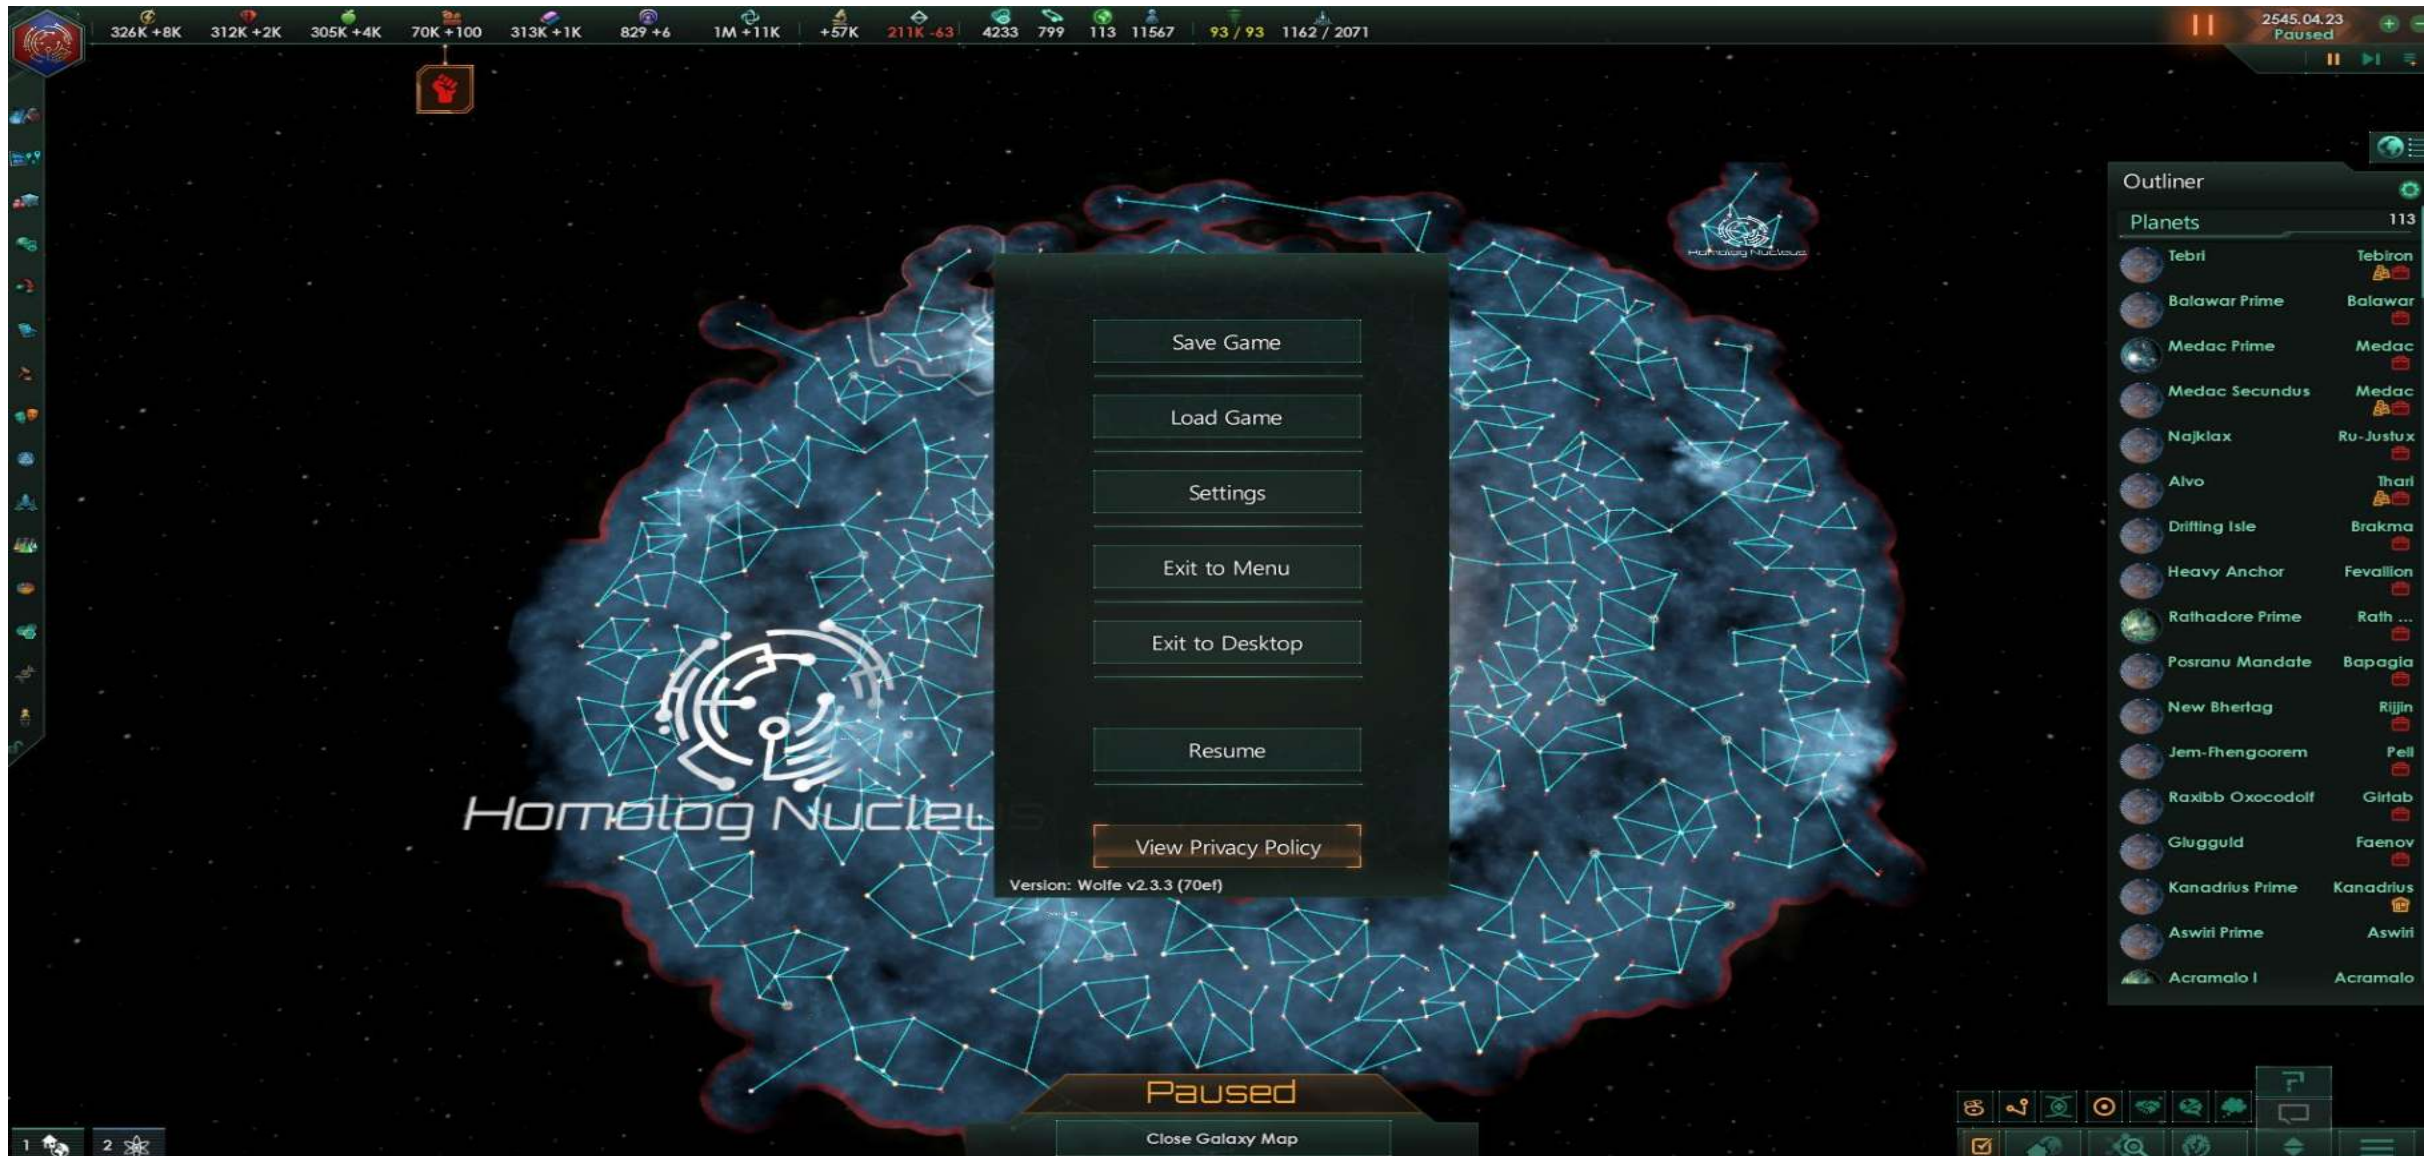 326K +8K 312K +2K 305K +4K 70K +100 313K +1K 829 +6 1M +11K +57K 211K -63 4233 799 113 11567 93 / 93 1162 / 2071
2545.04.23
Paused
Outliner
Planets 113
Tebri Tebiron
Balawar Prime Balawar
Medac Prime Medac
Medac Secundus Medac
Najklax Ru-Justux
Alvo Thari
Drifting Isle Brakma
Heavy Anchor Fevallion
Rathadore Prime Rath ...
Posranu Mandate Bapagia
New Bhertag Rijjin
Jem-Fhengoorem Pell
Raxibb Oxocodolf Girtab
Glugguld Faenov
Kanadrius Prime Kanadrius
Aswiri Prime Aswiri
Acramalo I Acramalo
Homolog Nucleus
Save Game
Load Game
Settings
Exit to Menu
Exit to Desktop
Resume
View Privacy Policy
Version: Wolfe v2.3.3 (70ef)
Homolog Nucleus
Paused
Close Galaxy Map
1
2